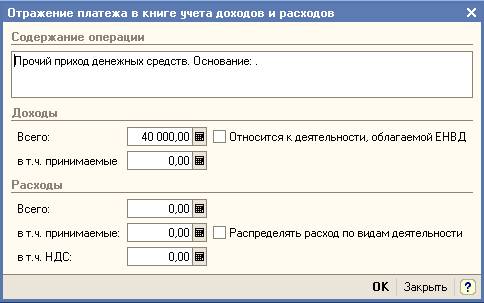 Отражение платежа в книге учета доходов и расходов
Содержание операции
Прочий приход денежных средств. Основание: .
Доходы
Всего: 40 000,00 Относится к деятельности, облагаемой ЕНВД
в т.ч. принимаемые 0,00
Расходы
Всего: 0,00
в т.ч. принимаемые: 0,00 Распределять расход по видам деятельности
в т.ч. НДС: 0,00
OK Закрыть ?